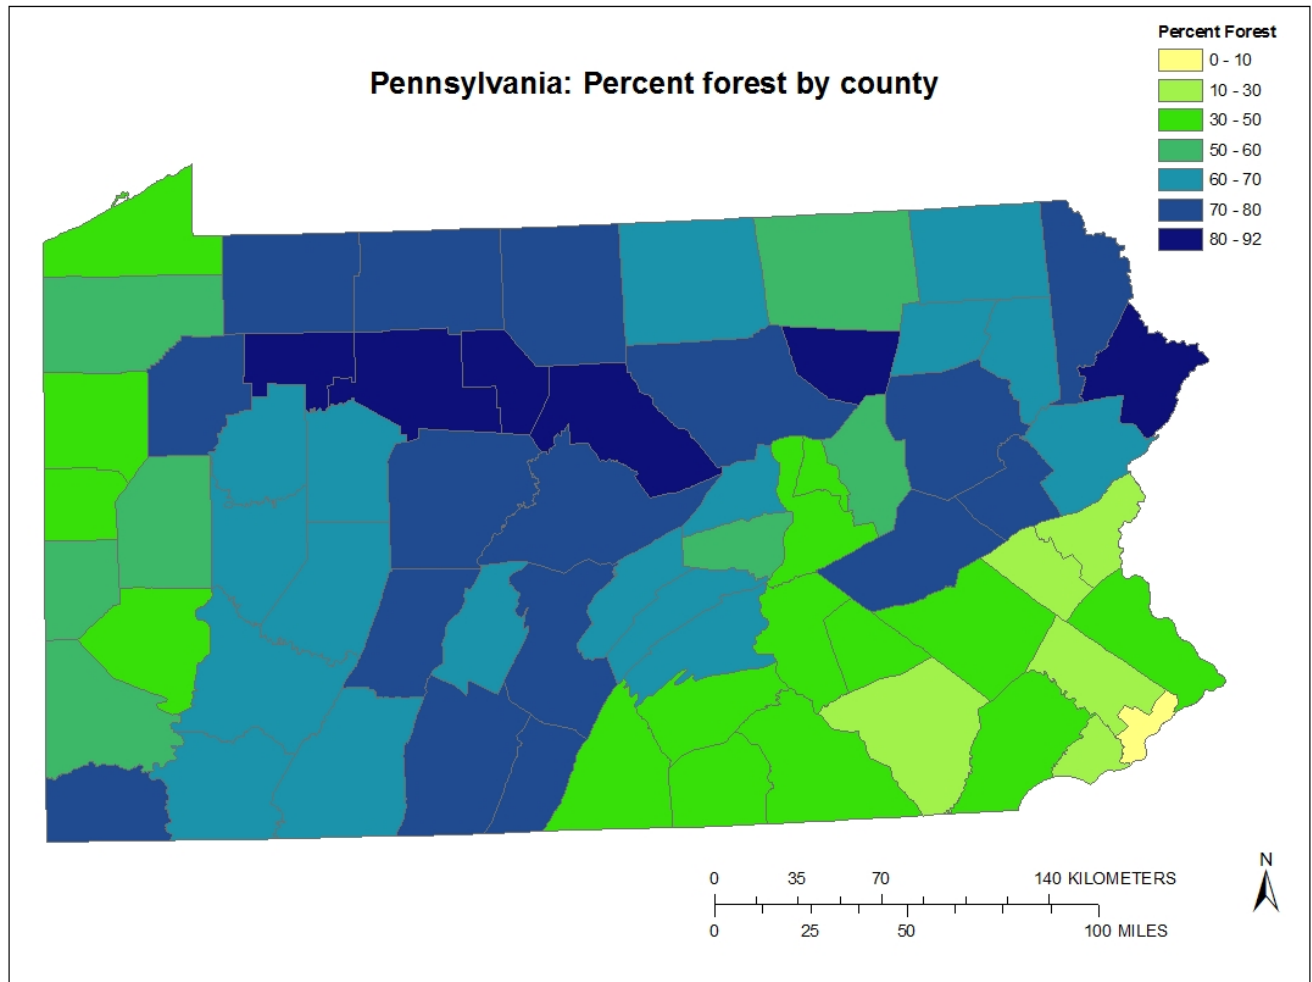 Pennsylvania: Percent forest by county
Percent Forest
0 - 10
10 - 30
30 - 50
50 - 60
60 - 70
70 - 80
80 - 92
0 35 70 140 KILOMETERS
0 25 50 100 MILES
N